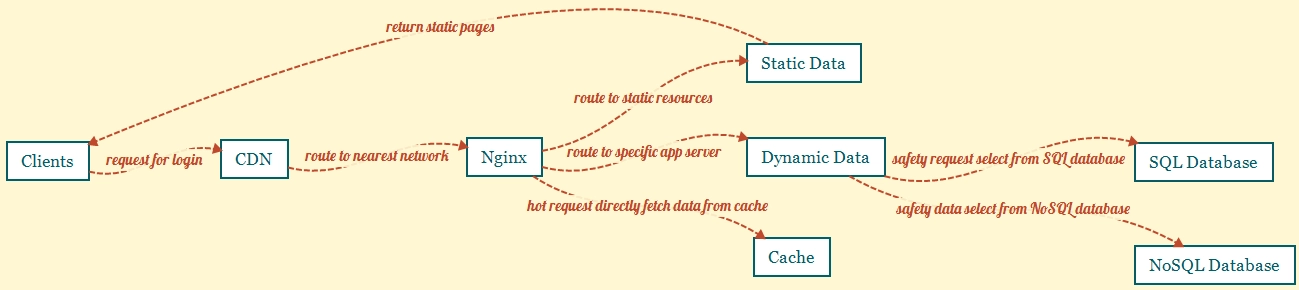 return static pages
Static Data
route to static resources
Clients
request for login
CDN
route to nearest network
Nginx
route to specific app server
Dynamic Data
safety request select from SQL database
SQL Database
hot request directly fetch data from cache
safety data select from NoSQL database
Cache
NoSQL Database